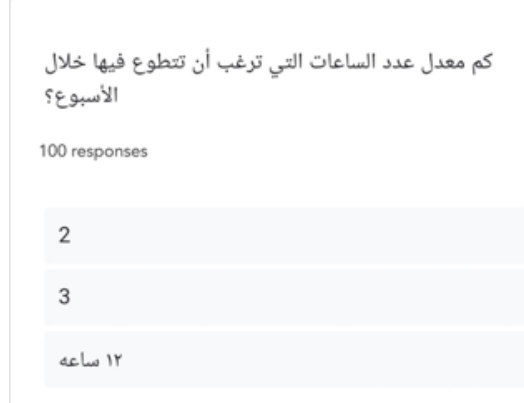 كم معدل عدد الساعات التي ترغب أن تتطوع فيها خلال
الأسبوع؟
100 responses
2
3
١٢ ساعه